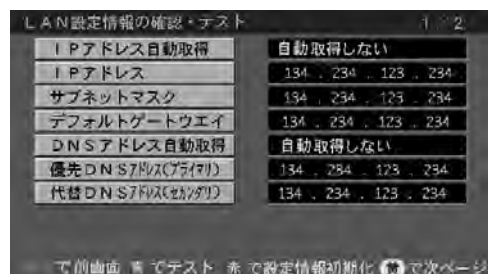 LAN設定情報の確認・テスト 1/2
IPアドレス自動取得 自動取得しない
IPアドレス 134 . 234 . 123 . 234
サブネットマスク 134 . 234 . 123 . 234
デフォルトゲートウエイ 134 . 234 . 123 . 234
DNSアドレス自動取得 自動取得しない
優先DNSアドレス(プライマリ) 134 . 234 . 123 . 234
代替DNSアドレス(セカンダリ) 134 . 234 . 123 . 234
で前画面 青 でテスト 赤 で設定情報初期化 で次ページ